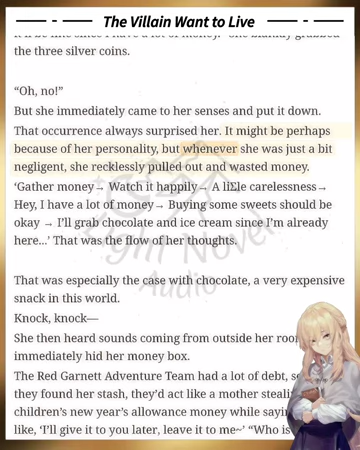 The Villain Want to Live
the three silver coins.
“Oh, no!”
But she immediately came to her senses and put it down.
That occurrence always surprised her. It might be perhaps
because of her personality, but whenever she was just a bit
negligent, she recklessly pulled out and wasted money.
‘Gather money→ Watch it happily→ A liƩle carelessness→
Hey, I have a lot of money→ Buying some sweets should be
okay → I’ll grab chocolate and ice cream since I’m already
here...’ That was the flow of her thoughts.
Light Novel
Audio
That was especially the case with chocolate, a very expensive
snack in this world.
Knock, knock—
She then heard sounds coming from outside her room
immediately hid her money box.
The Red Garnett Adventure Team had a lot of debt, so
they found her stash, they’d act like a mother steali
children’s new year’s allowance money while sayin
like, ‘I’ll give it to you later, leave it to me~’ “Who is